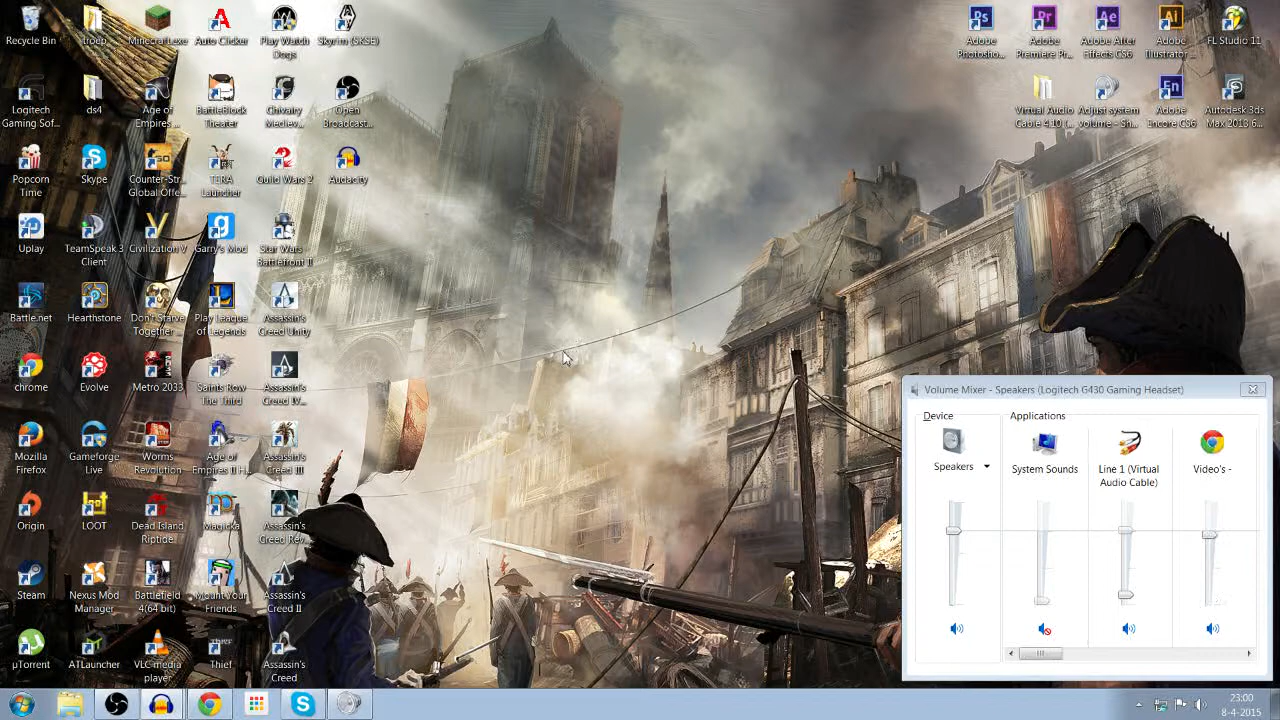 Recycle Bin
troep
Minecraft.exe
Auto Clicker
Play Watch
Dogs
Skyrim (SKSE)
Adobe
Photosho...
Adobe
Premiere Pr...
Adobe After
Effects CS6
Adobe
Illustrator ...
FL Studio 11
Logitech
Gaming Sof...
ds4
Age of
Empires ...
BattleBlock
Theater
Chivalry
Mediev...
Open
Broadcast...
Virtual Audio
Cable 4.10 (...
Adjust system
volume - Sh...
Adobe
Encore CS6
Autodesk 3ds
Max 2013 6...
Popcorn
Time
Skype
Counter-Str...
Global Offe...
TERA
Launcher
Guild Wars 2
Audacity
Uplay
TeamSpeak 3
Client
Civilization V
Garry's Mod
Star Wars
Battlefront II
Battle.net
Hearthstone
Don't Starve
Together ...
Play League
of Legends
Assassin's
Creed Unity
chrome
Evolve
Metro 2033
Saints Row
The Third
Assassin's
Creed IV...
Volume Mixer - Speakers (Logitech G430 Gaming Headset)
Device
Applications
Speakers
System Sounds
Line 1 (Virtual
Audio Cable)
Video's -
Mozilla
Firefox
Gameforge
Live
Worms
Revolution
Age of
Empires II H...
Assassin's
Creed III
Origin
LOOT
Dead Island
Riptide
Magicka
Assassin's
Creed Rev...
Steam
Nexus Mod
Manager
Battlefield
4(64 bit)
Mount Your
Friends
Assassin's
Creed II
µTorrent
ATLauncher
VLC media
player
Thief
Assassin's
Creed
23:00
8-4-2015